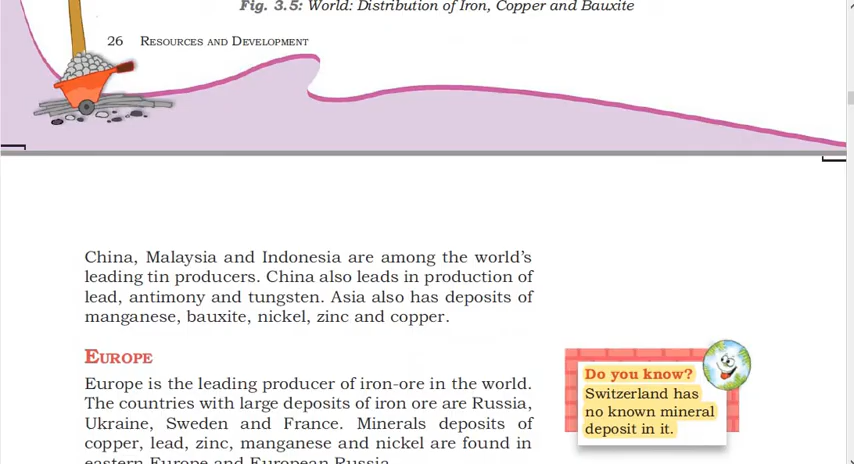 Fig. 3.5: World: Distribution of Iron, Copper and Bauxite
26 RESOURCES AND DEVELOPMENT
China, Malaysia and Indonesia are among the world's
leading tin producers. China also leads in production of
lead, antimony and tungsten. Asia also has deposits of
manganese, bauxite, nickel, zinc and copper.
EUROPE
Europe is the leading producer of iron-ore in the world.
The countries with large deposits of iron ore are Russia,
Ukraine, Sweden and France. Minerals deposits of
copper, lead, zinc, manganese and nickel are found in
eastern Europe and European Russia.
Do you know?
Switzerland has
no known mineral
deposit in it.